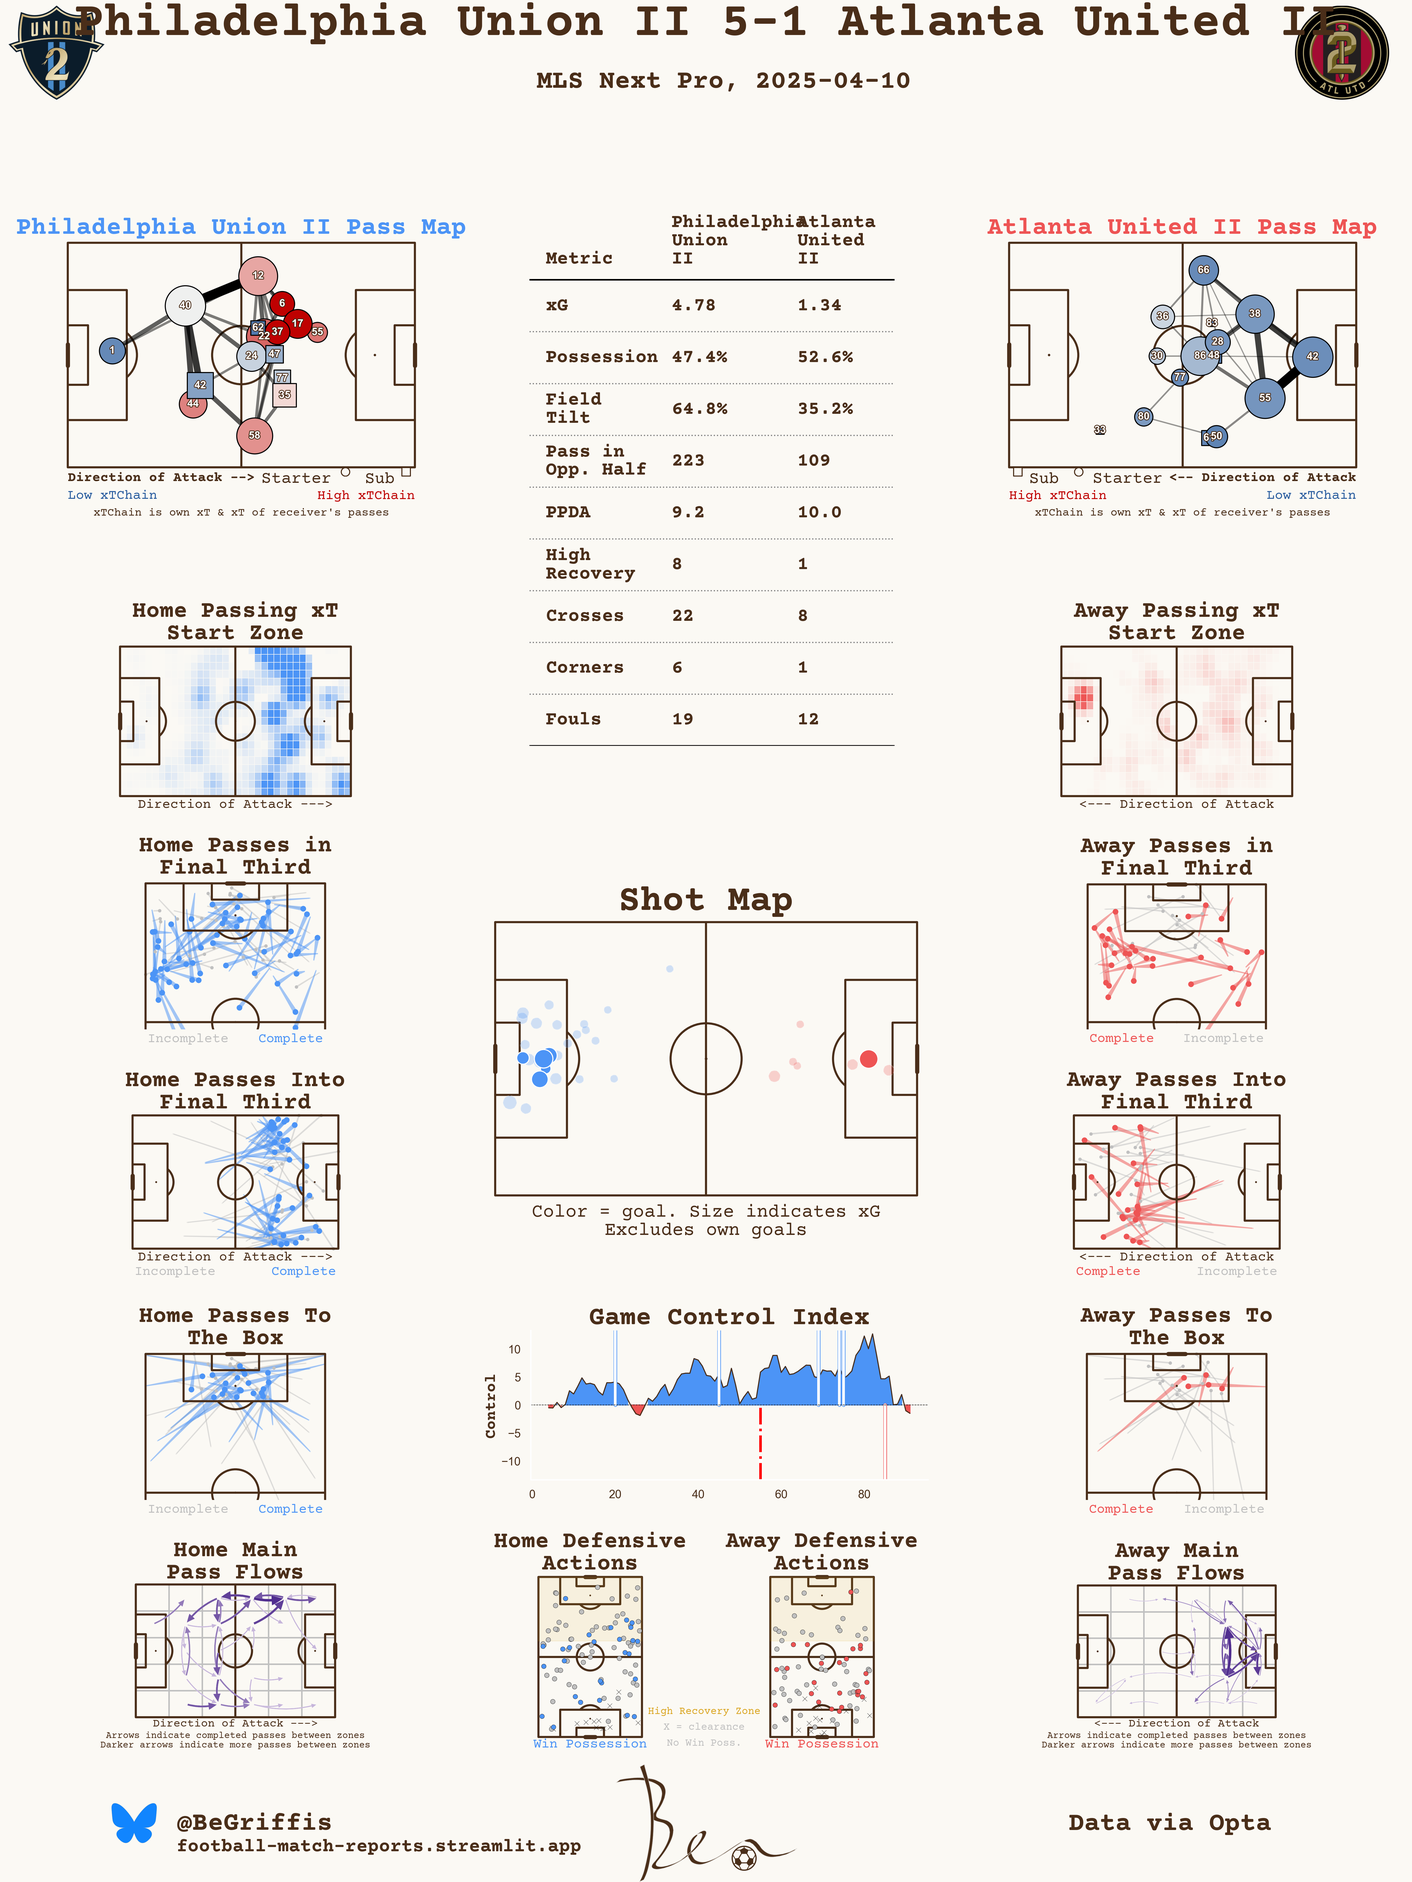 Philadelphia Union II 5-1 Atlanta United II
UNION
2
2
ATL UTD
MLS Next Pro, 2025-04-10
Philadelphia Union II Pass Map
12
40
6
17
62
37
22
55
1
24
47
77
42
35
44
58
Direction of Attack --> Starter Sub
Low xTChain High xTChain
xTChain is own xT & xT of receiver's passes
Metric Philadelphia Union II Atlanta United II
xG 4.78 1.34
Possession 47.4% 52.6%
Field Tilt 64.8% 35.2%
Pass in Opp. Half 223 109
PPDA 9.2 10.0
High Recovery 8 1
Crosses 22 8
Corners 6 1
Fouls 19 12
Atlanta United II Pass Map
66
36
83
38
28
30
86
48
42
77
55
80
33
50
Sub Starter <-- Direction of Attack
High xTChain Low xTChain
xTChain is own xT & xT of receiver's passes
Home Passing xT
Start Zone
Direction of Attack --->
Away Passing xT
Start Zone
<--- Direction of Attack
Home Passes in
Final Third
Incomplete Complete
Away Passes in
Final Third
Complete Incomplete
Shot Map
Color = goal. Size indicates xG
Excludes own goals
Home Passes Into
Final Third
Direction of Attack --->
Incomplete Complete
Away Passes Into
Final Third
<--- Direction of Attack
Complete Incomplete
Home Passes To
The Box
Incomplete Complete
Game Control Index
Control
10
5
0
−5
−10
0 20 40 60 80
Away Passes To
The Box
Complete Incomplete
Home Main
Pass Flows
Direction of Attack --->
Arrows indicate completed passes between zones
Darker arrows indicate more passes between zones
Home Defensive
Actions
Win Possession
Away Defensive
Actions
Win Possession
High Recovery Zone
X = clearance
No Win Poss.
Away Main
Pass Flows
<--- Direction of Attack
Arrows indicate completed passes between zones
Darker arrows indicate more passes between zones
@BeGriffis
football-match-reports.streamlit.app
Ben
Data via Opta